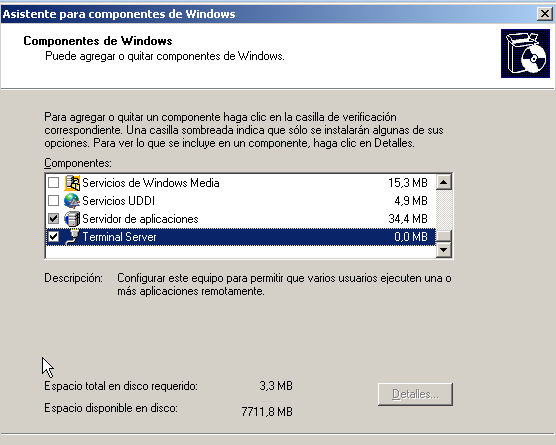 Asistente para componentes de Windows
Componentes de Windows
Puede agregar o quitar componentes de Windows.
Para agregar o quitar un componente haga clic en la casilla de verificación
correspondiente. Una casilla sombreada indica que sólo se instalarán algunas de sus
opciones. Para ver lo que se incluye en un componente, haga clic en Detalles.
Componentes:
Servicios de Windows Media 15,3 MB
Servicios UDDI 4,9 MB
Servidor de aplicaciones 34,4 MB
Terminal Server 0,0 MB
Descripción: Configurar este equipo para permitir que varios usuarios ejecuten una o
más aplicaciones remotamente.
Espacio total en disco requerido: 3,3 MB
Detalles...
Espacio disponible en disco: 7711,8 MB